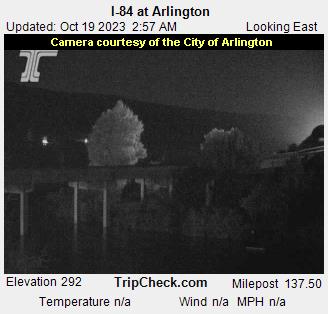 I-84 at Arlington
Updated: Oct 19 2023 2:57 AM Looking East
Camera courtesy of the City of Arlington
Elevation 292 TripCheck.com Milepost 137.50
Temperature n/a Wind n/a MPH n/a